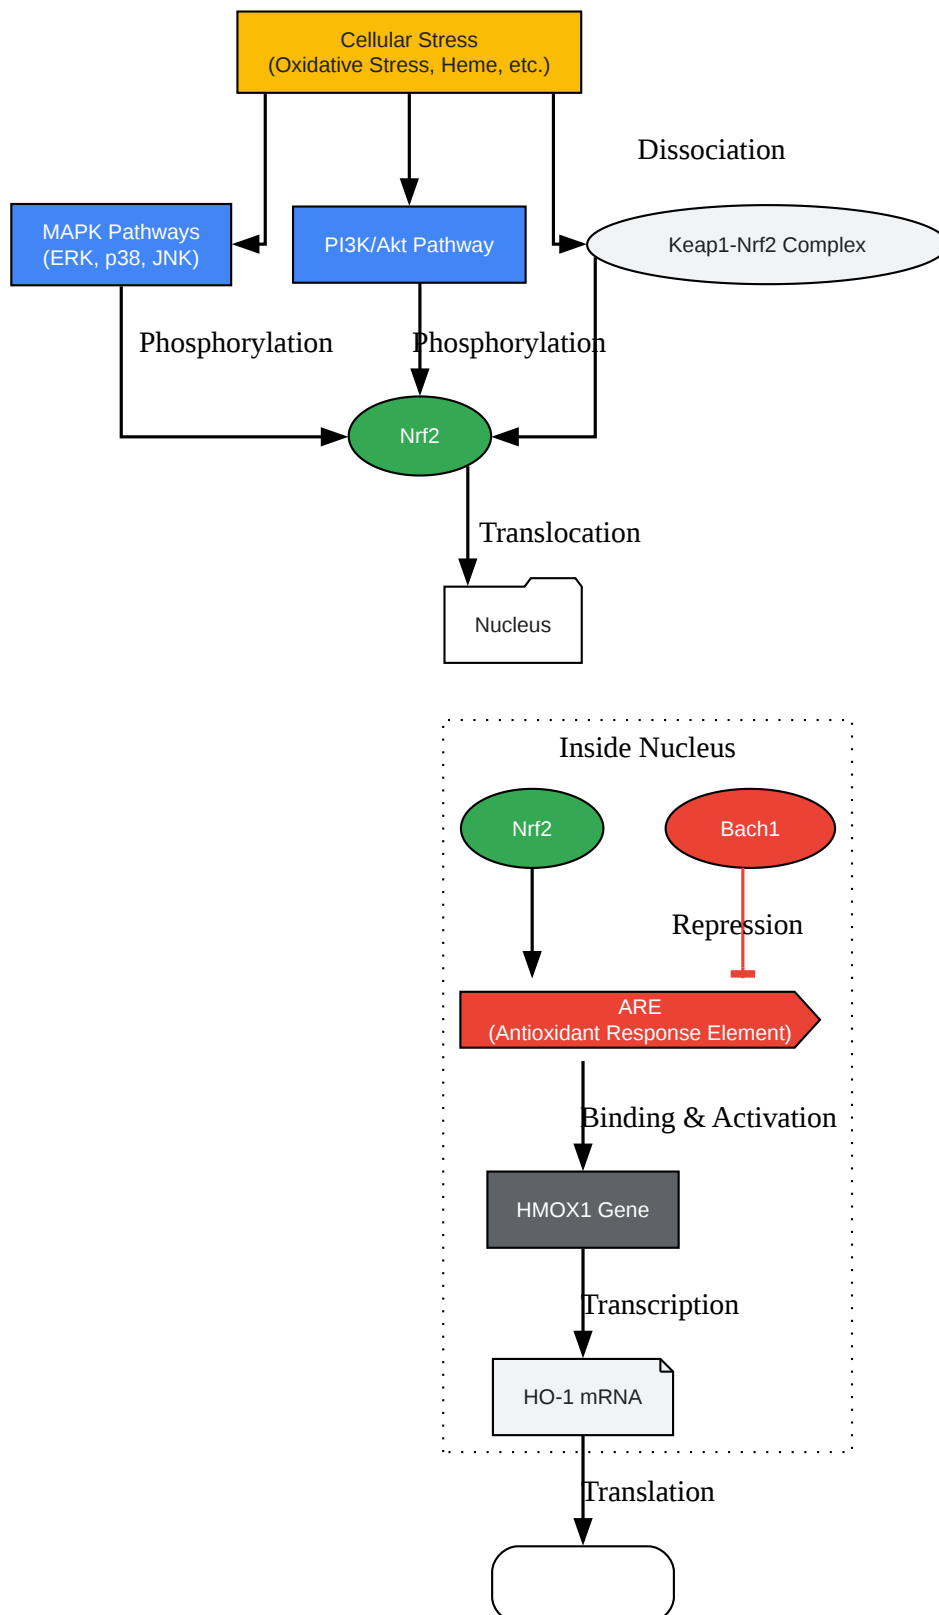 Cellular Stress
(Oxidative Stress, Heme, etc.)
Dissociation
MAPK Pathways
(ERK, p38, JNK)
PI3K/Akt Pathway
Keap1-Nrf2 Complex
Phosphorylation
Phosphorylation
Nrf2
Translocation
Nucleus
Inside Nucleus
Nrf2
Bach1
Repression
ARE
(Antioxidant Response Element)
Binding & Activation
HMOX1 Gene
Transcription
HO-1 mRNA
Translation